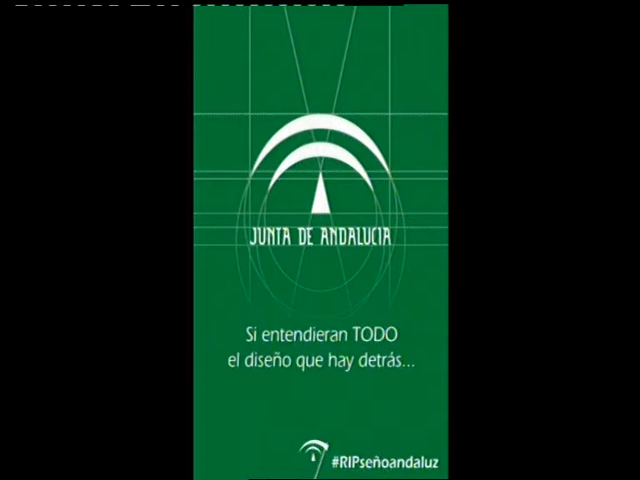 JUNTA DE ANDALUCIA
Si entendieran TODO
el diseño que hay detrás...
#RIPseñoandaluz